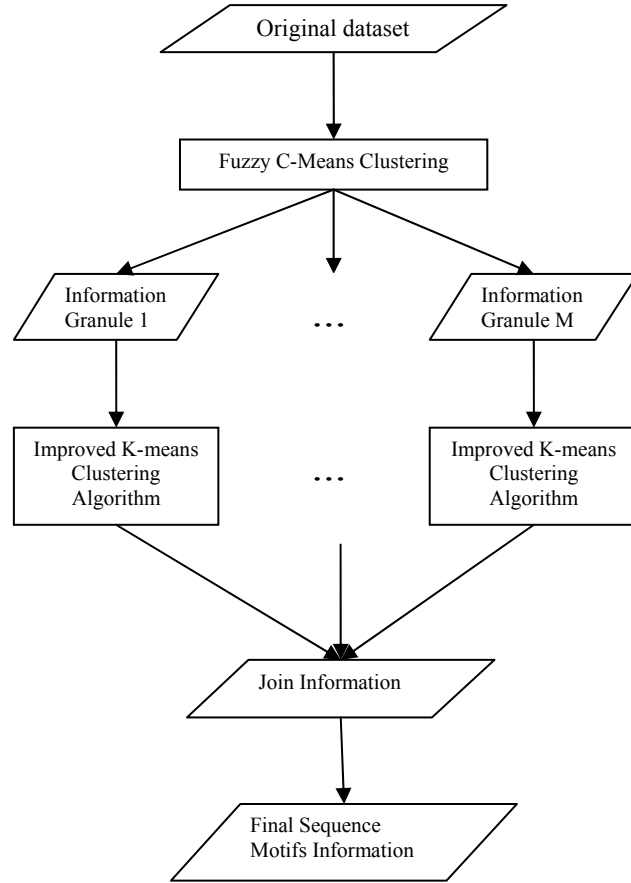 Original dataset
Fuzzy C-Means Clustering
Information
Granule 1
...
Information
Granule M
Improved K-means
Clustering
Algorithm
...
Improved K-means
Clustering
Algorithm
Join Information
Final Sequence
Motifs Information